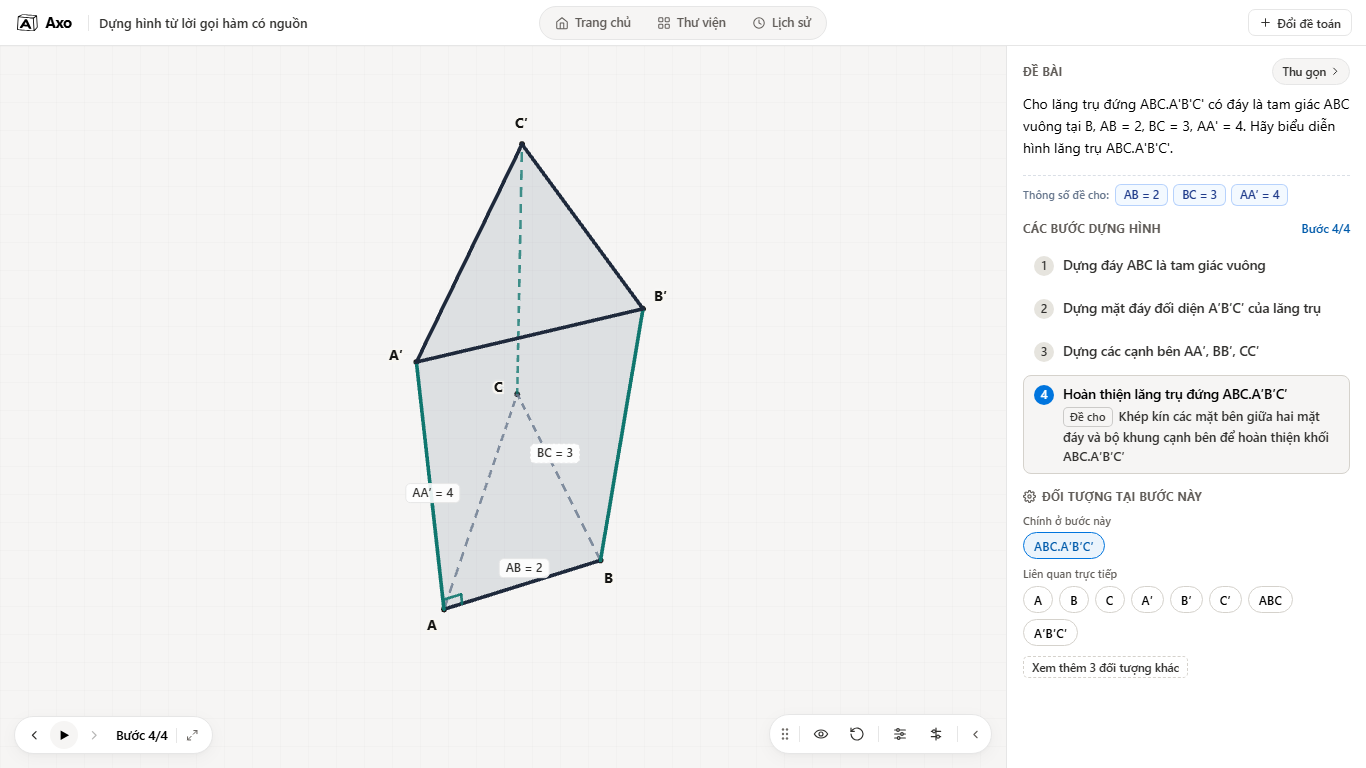 Axo
Dựng hình từ lời gọi hàm có nguồn
Trang chủ
Thư viện
Lịch sử
Đổi đề toán
C′
B′
A′
C
BC = 3
AA′ = 4
AB = 2
B
A
Bước 4/4
ĐỀ BÀI
Thu gọn
Cho lăng trụ đứng ABC.A'B'C' có đáy là tam giác ABC
vuông tại B, AB = 2, BC = 3, AA' = 4. Hãy biểu diễn
hình lăng trụ ABC.A'B'C'.
Thông số đề cho: AB = 2 BC = 3 AA′ = 4
CÁC BƯỚC DỰNG HÌNH
Bước 4/4
1 Dựng đáy ABC là tam giác vuông
2 Dựng mặt đáy đối diện A′B′C′ của lăng trụ
3 Dựng các cạnh bên AA′, BB′, CC′
4 Hoàn thiện lăng trụ đứng ABC.A′B′C′
Đề cho Khép kín các mặt bên giữa hai mặt
đáy và bộ khung cạnh bên để hoàn thiện khối
ABC.A′B′C′
ĐỐI TƯỢNG TẠI BƯỚC NÀY
Chính ở bước này
ABC.A′B′C′
Liên quan trực tiếp
A B C A′ B′ C′ ABC
A′B′C′
Xem thêm 3 đối tượng khác